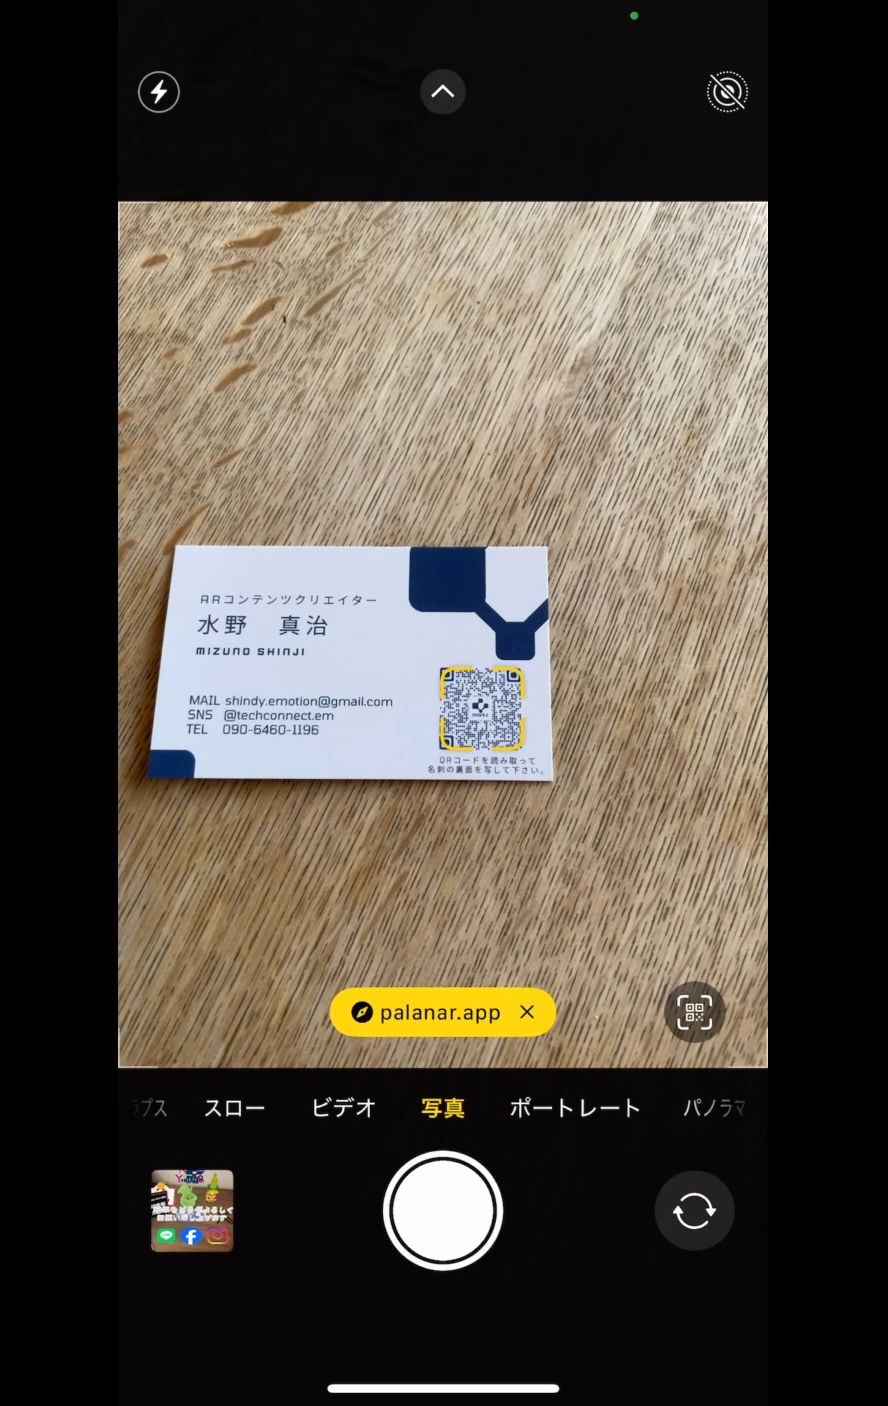 ARコンテンツクリエイター
水野 真治
MIZUNO SHINJI
MAIL shindy.emotion@gmail.com
SNS @techconnect.em
TEL 090-6460-1196
QRコードを読み取って
名刺の裏面を写して下さい。
palanar.app
プス スロー ビデオ 写真 ポートレート パノラマ